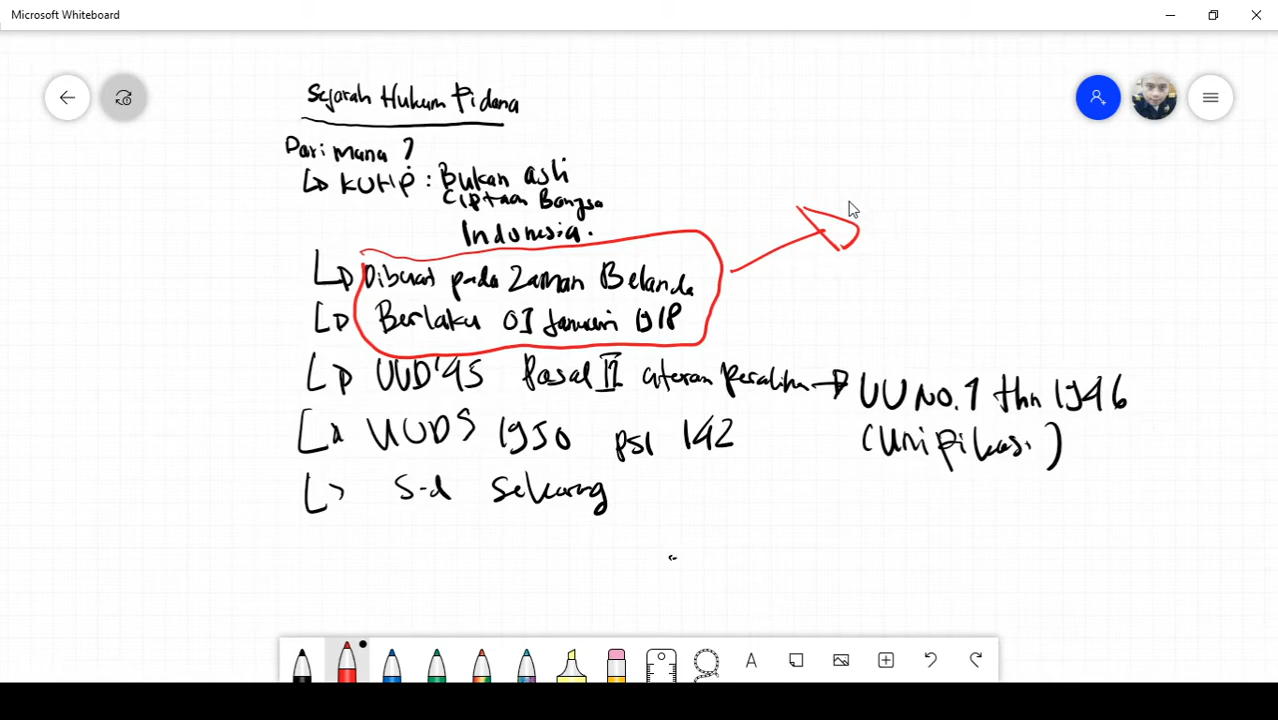 Microsoft Whiteboard
Sejarah Hukum Pidana
Dari mana ?
KUHP : Bukan asli
Ciptaan Bangsa
Indonesia.
Dibuat pada Zaman Belanda
Berlaku 01 Januari 1918
UUD'45 Pasal II aturan peralihan
UU No. 1 thn 1946
(Unipikasi)
UUDS 1950 psl 142
s-d Sekarang